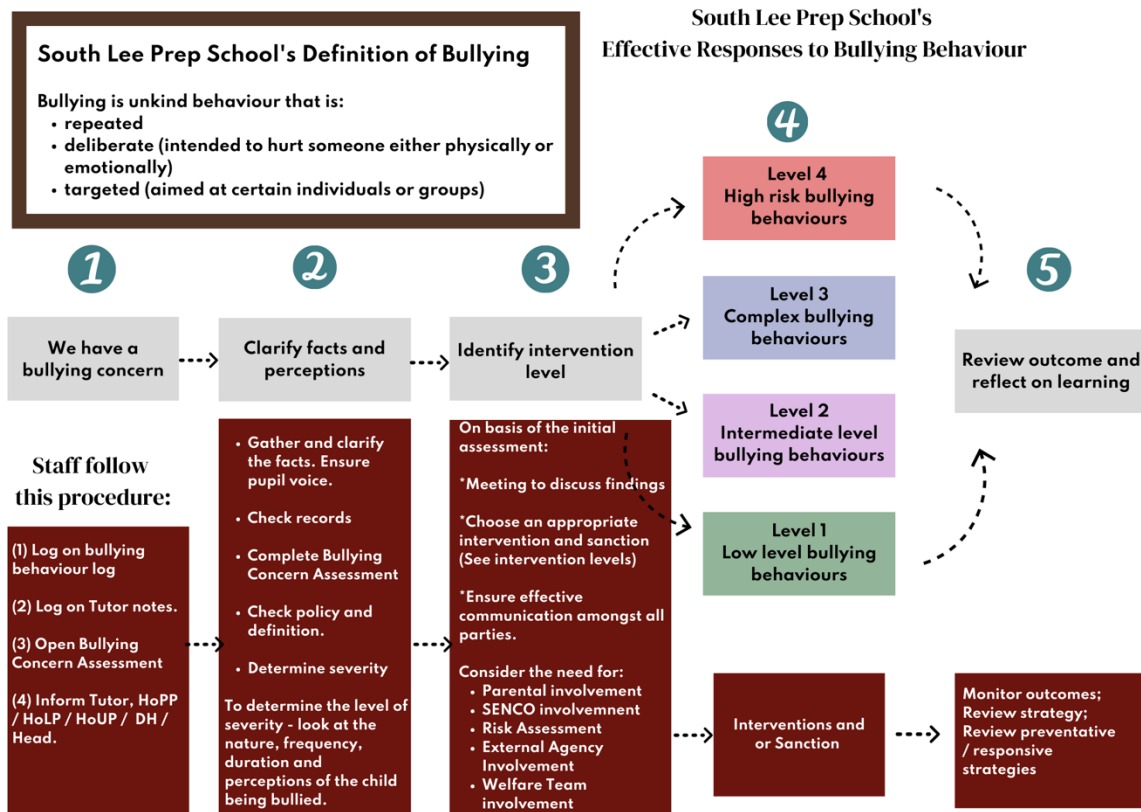 South Lee Prep School's Definition of Bullying
Bullying is unkind behaviour that is:
• repeated
• deliberate (intended to hurt someone either physically or
emotionally)
• targeted (aimed at certain individuals or groups)
South Lee Prep School's
Effective Responses to Bullying Behaviour
1
We have a
bullying concern
2
Clarify facts and
perceptions
3
Identify intervention
level
4
Level 4
High risk bullying
behaviours
Level 3
Complex bullying
behaviours
Level 2
Intermediate level
bullying behaviours
Level 1
Low level bullying
behaviours
5
Review outcome and
reflect on learning
Staff follow
this procedure:
(1) Log on bullying
behaviour log
(2) Log on Tutor notes.
(3) Open Bullying
Concern Assessment
(4) Inform Tutor, HoPP
/ HoLP / HoUP / DH /
Head.
• Gather and clarify
the facts. Ensure
pupil voice.
• Check records
• Complete Bullying
Concern Assessment
• Check policy and
definition.
• Determine severity
To determine the level of
severity - look at the
nature, frequency,
duration and
perceptions of the child
being bullied.
On basis of the initial
assessment:
*Meeting to discuss findings
*Choose an appropriate
intervention and sanction
(See intervention levels)
*Ensure effective
communication amongst all
parties.
Consider the need for:
• Parental involvement
• SENCO involvemnent
• Risk Assessment
• External Agency
Involvement
• Welfare Team
involvement
Interventions and
or Sanction
Monitor outcomes;
Review strategy;
Review preventative
/ responsive
strategies